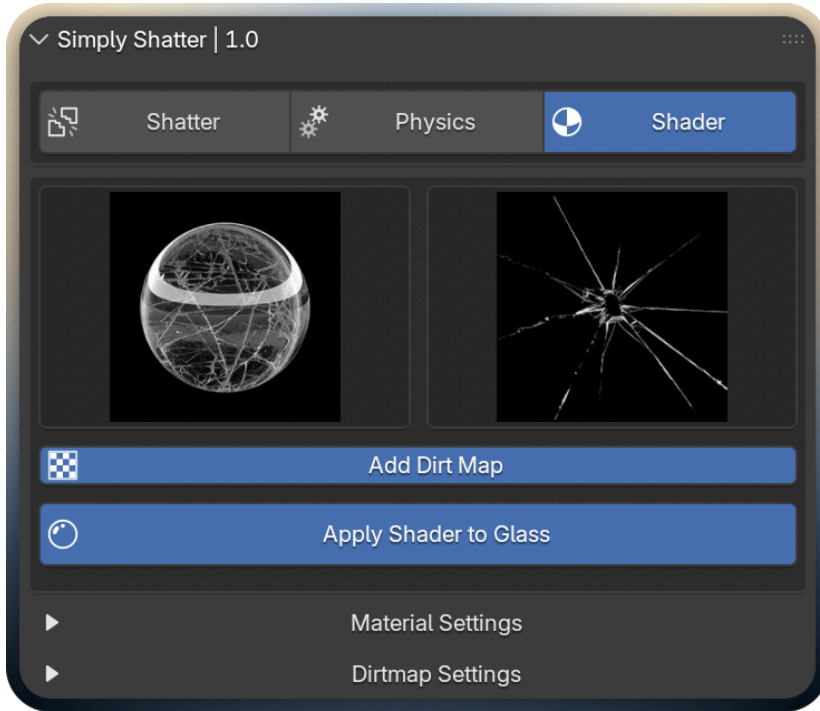 Simply Shatter | 1.0
Shatter Physics Shader
Add Dirt Map
Apply Shader to Glass
Material Settings
Dirtmap Settings